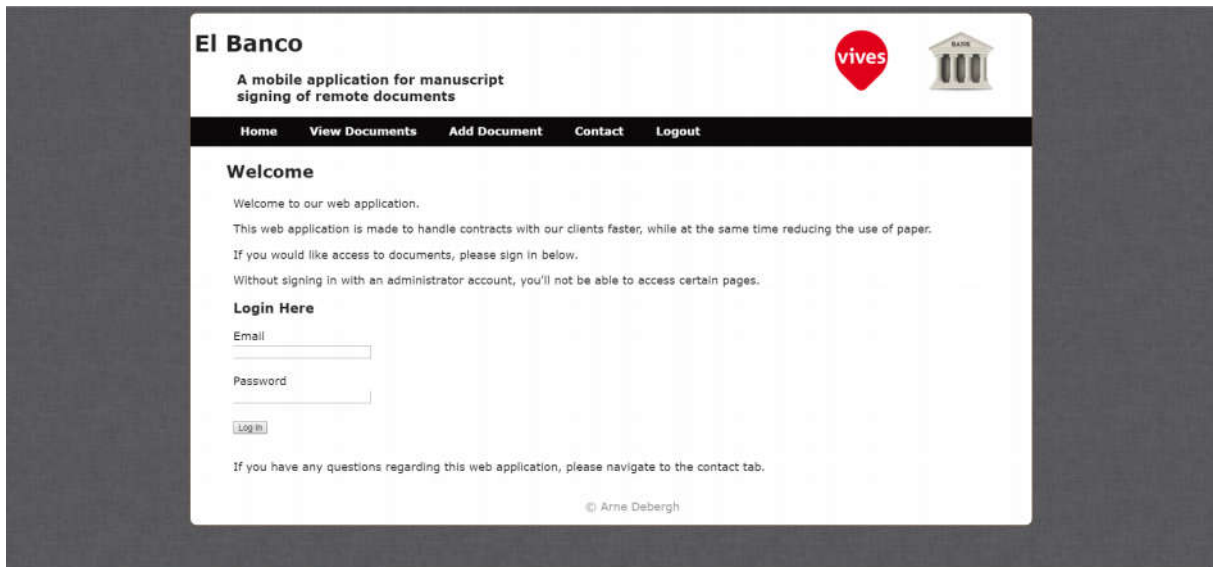 El Banco
A mobile application for manuscript
signing of remote documents
vives
BANK
Home View Documents Add Document Contact Logout
Welcome
Welcome to our web application.
This web application is made to handle contracts with our clients faster, while at the same time reducing the use of paper.
If you would like access to documents, please sign in below.
Without signing in with an administrator account, you'll not be able to access certain pages.
Login Here
Email
Password
Log in
If you have any questions regarding this web application, please navigate to the contact tab.
© Arne Debergh